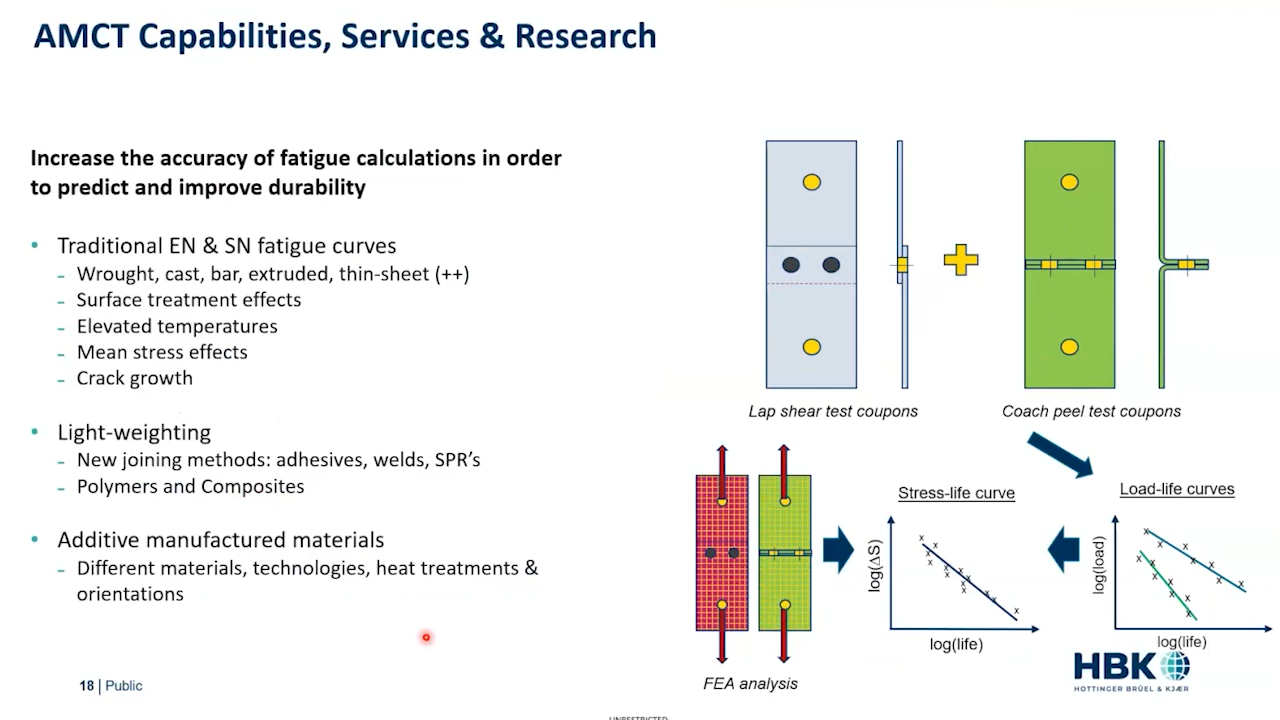 AMCT Capabilities, Services & Research
Increase the accuracy of fatigue calculations in order
to predict and improve durability
• Traditional EN & SN fatigue curves
- Wrought, cast, bar, extruded, thin-sheet (++)
- Surface treatment effects
- Elevated temperatures
- Mean stress effects
- Crack growth
• Light-weighting
- New joining methods: adhesives, welds, SPR’s
- Polymers and Composites
• Additive manufactured materials
- Different materials, technologies, heat treatments &
orientations
Lap shear test coupons
Coach peel test coupons
Stress-life curve
Load-life curves
log(ΔS)
log(life)
log(load)
log(life)
FEA analysis
HBK
HOTTINGER BRÜEL & KJÆR
18 | Public
UNRESTRICTED